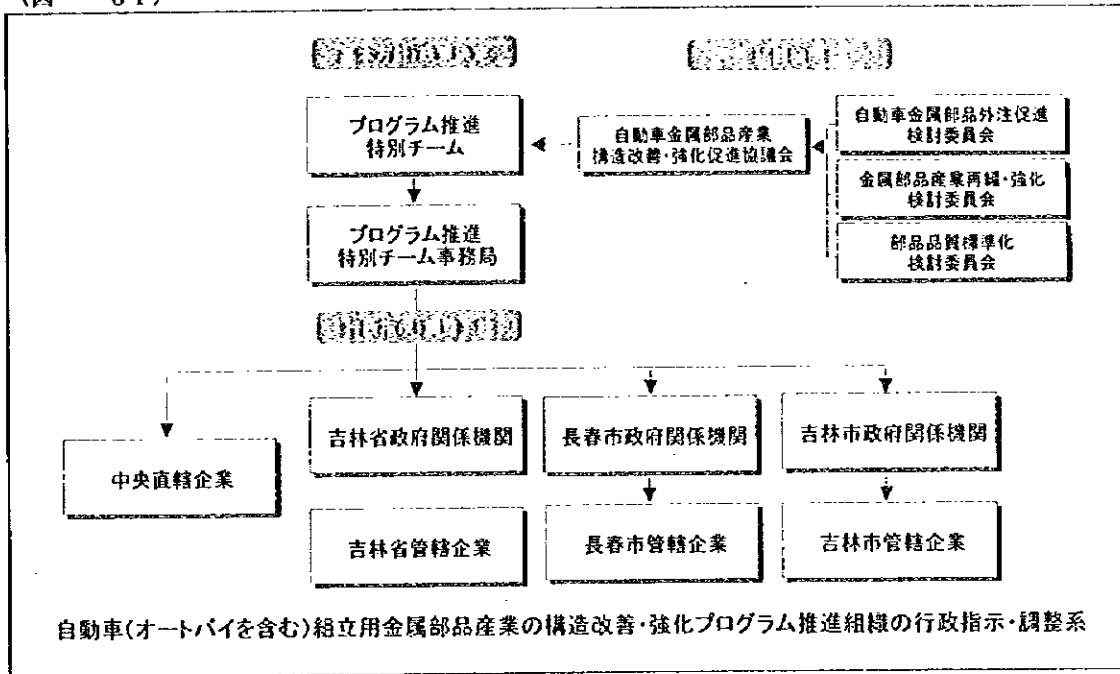 プログラム推進
特別チーム
自動車金属部品産業
構造改善・強化促進協議会
自動車金属部品外注促進
検討委員会
金属部品産業再編・強化
検討委員会
部品品質標準化
検討委員会
プログラム推進
特別チーム事務局
中央直轄企業
吉林省政府関係機関
長春市政府関係機関
吉林市政府関係機関
吉林省管轄企業
長春市管轄企業
吉林市管轄企業
自動車(オートバイを含む)組立用金属部品産業の構造改善・強化プログラム推進組織の行政指示・調整系